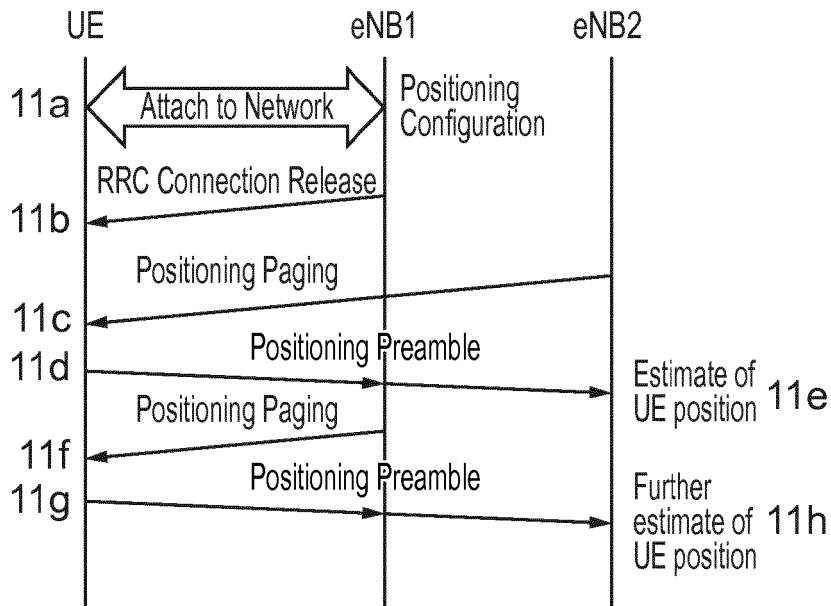 UE eNB1 eNB2
11a Attach to Network Positioning
Configuration
RRC Connection Release
11b
Positioning Paging
11c
Positioning Preamble
11d
Estimate of
UE position 11e
Positioning Paging
11f
Positioning Preamble
11g
Further
estimate of 11h
UE position